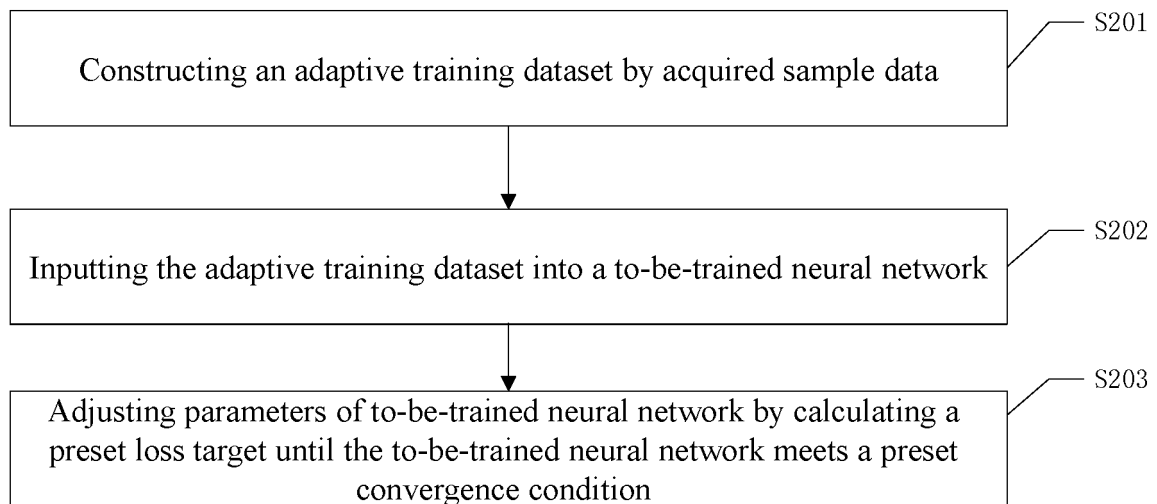 S201
Constructing an adaptive training dataset by acquired sample data
S202
Inputting the adaptive training dataset into a to-be-trained neural network
S203
Adjusting parameters of to-be-trained neural network by calculating a
preset loss target until the to-be-trained neural network meets a preset
convergence condition